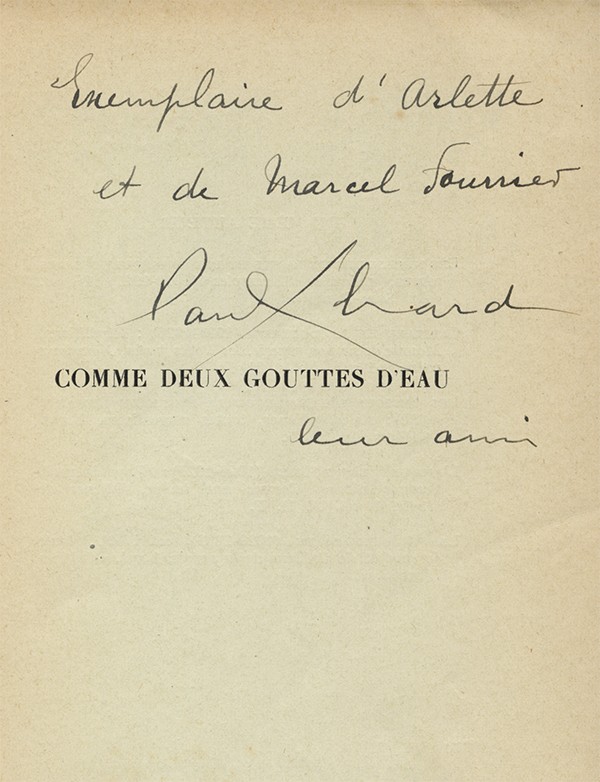 Exemplaire d'Arlette
et de Marcel Fourrier
Paul Eluard
COMME DEUX GOUTTES D'EAU
leur ami